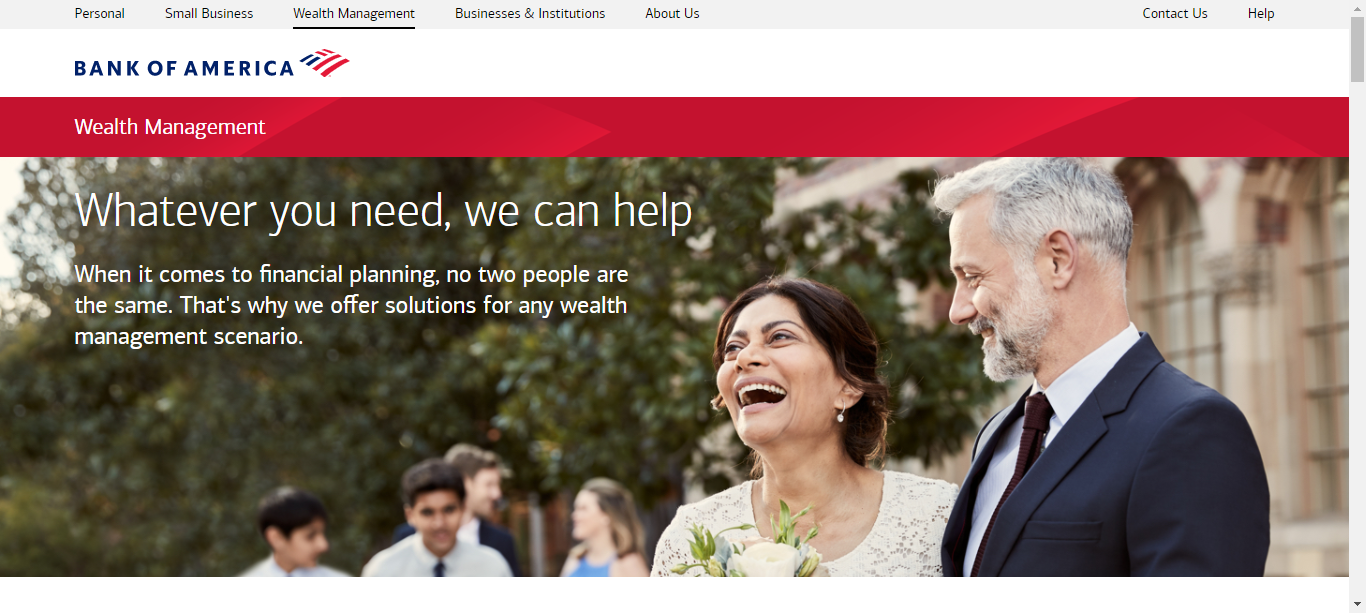 Personal Small Business Wealth Management Businesses & Institutions About Us Contact Us Help
BANK OF AMERICA
Wealth Management
Whatever you need, we can help
When it comes to financial planning, no two people are
the same. That's why we offer solutions for any wealth
management scenario.